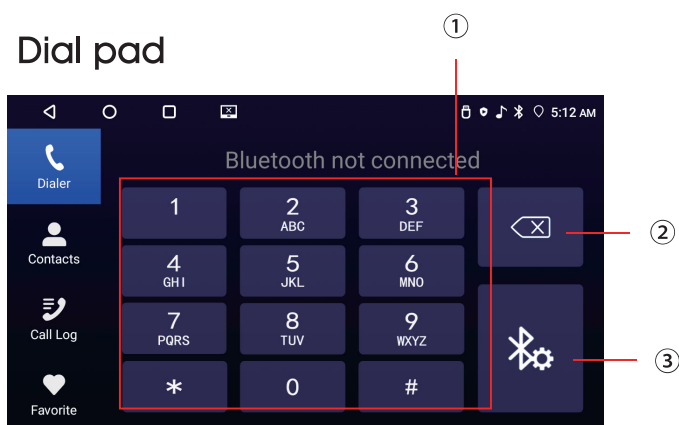 ①
Dial pad
5:12 AM
Bluetooth not connected
Dialer
1
2
ABC
3
DEF
②
Contacts
4
GHI
5
JKL
6
MNO
Call Log
7
PQRS
8
TUV
9
WXYZ
③
Favorite
*
0
#